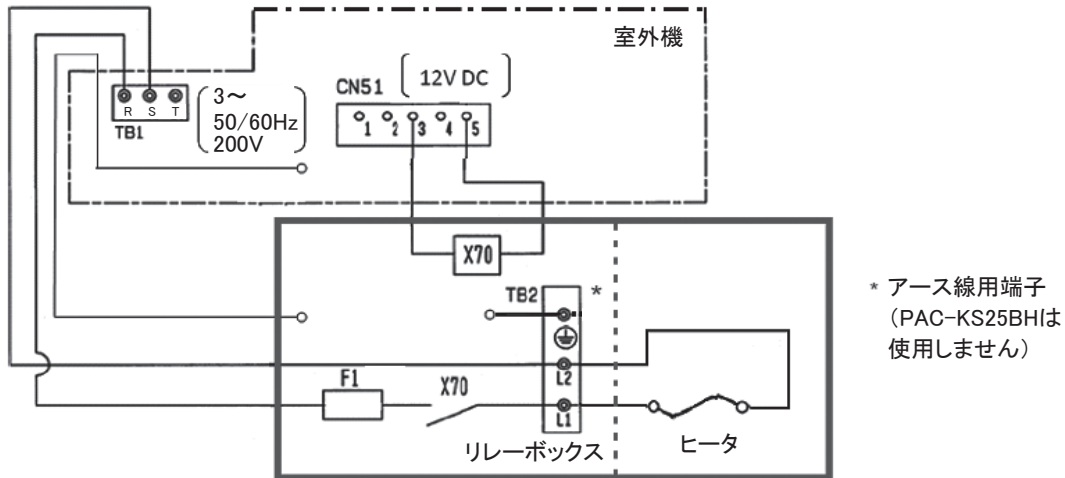 室外機
CN51
12V DC
R S T
TB1
3～
50/60Hz
200V
1 2 3 4 5
X70
TB2
*
L2
F1
X70
L1
リレーボックス
ヒータ
* アース線用端子
（PAC-KS25BHは
使用しません）